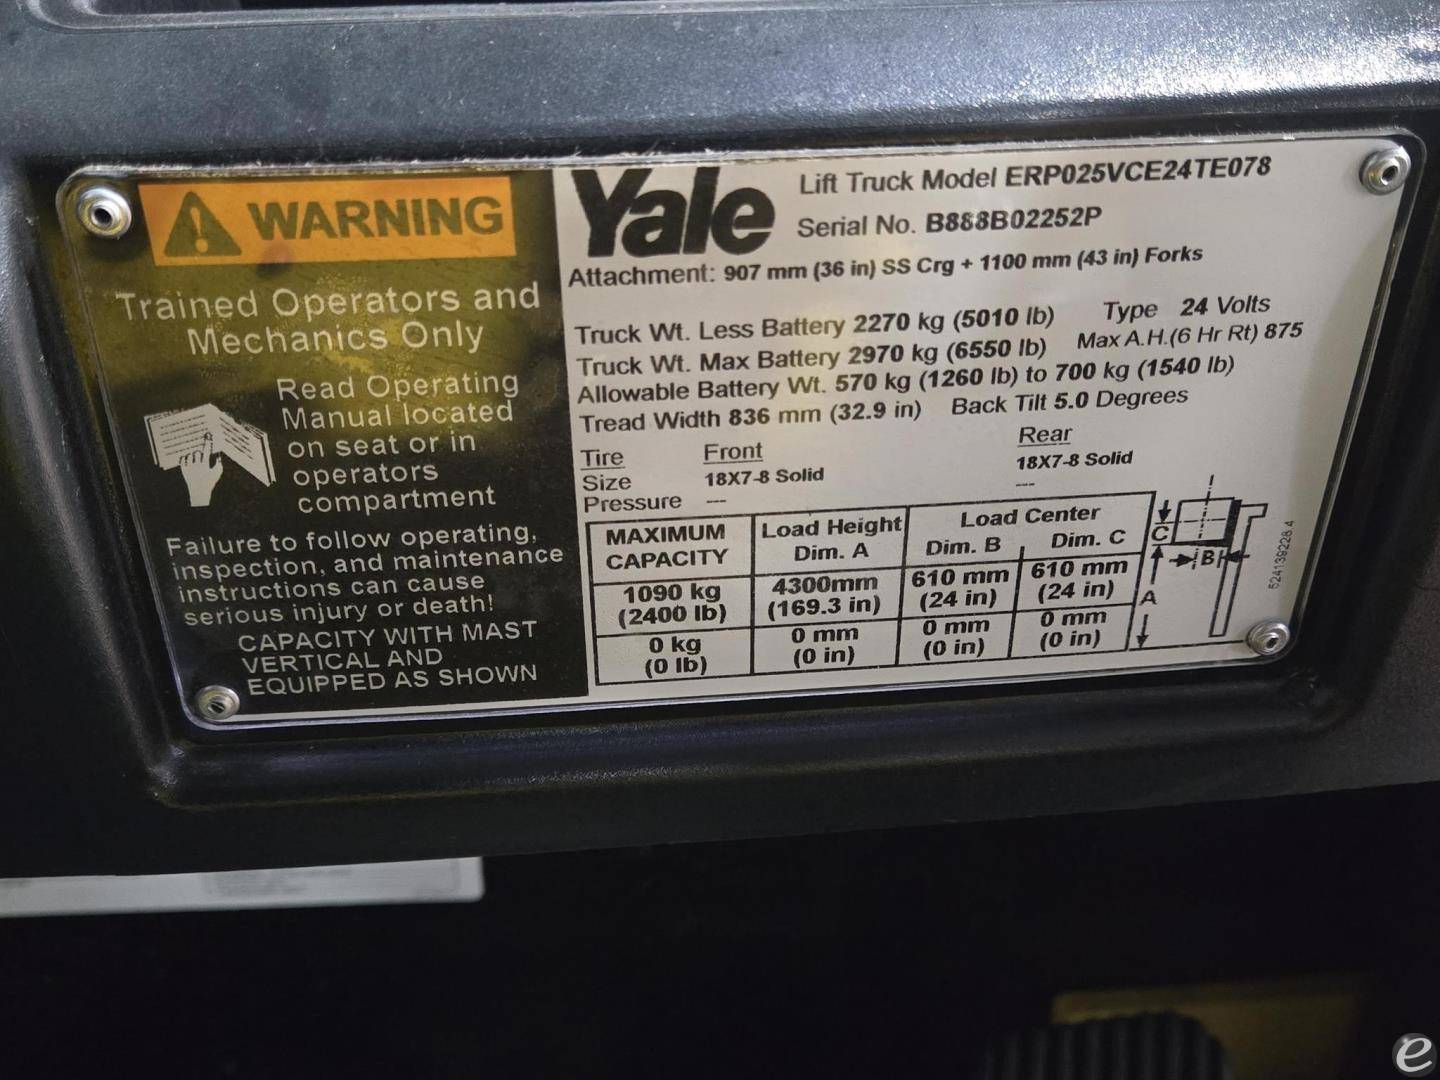 WARNING
Trained Operators and
Mechanics Only
Read Operating
Manual located
on seat or in
operators
compartment
Failure to follow operating,
inspection, and maintenance
instructions can cause
serious injury or death!
CAPACITY WITH MAST
VERTICAL AND
EQUIPPED AS SHOWN
Yale
Lift Truck Model ERP025VCE24TE078
Serial No. B888B02252P
Attachment: 907 mm (36 in) SS Crg + 1100 mm (43 in) Forks
Truck Wt. Less Battery 2270 kg (5010 lb) Type 24 Volts
Truck Wt. Max Battery 2970 kg (6550 lb) Max A.H.(6 Hr Rt) 875
Allowable Battery Wt. 570 kg (1260 lb) to 700 kg (1540 lb)
Tread Width 836 mm (32.9 in) Back Tilt 5.0 Degrees
Tire Front Rear
Size 18X7-8 Solid 18X7-8 Solid
Pressure --- ---
MAXIMUM CAPACITY Load Height Dim. A Load Center Dim. B Dim. C
1090 kg (2400 lb) 4300mm (169.3 in) 610 mm (24 in) 610 mm (24 in)
0 kg (0 lb) 0 mm (0 in) 0 mm (0 in) 0 mm (0 in)
C
B
A
524139228 4
e